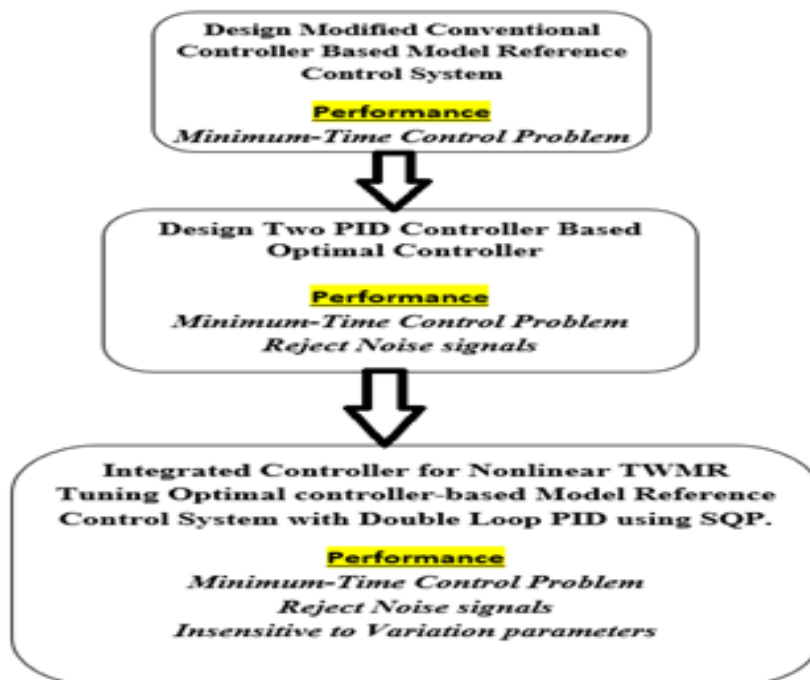 Design Modified Conventional
Controller Based Model Reference
Control System
Performance
Minimum-Time Control Problem
Design Two PID Controller Based
Optimal Controller
Performance
Minimum-Time Control Problem
Reject Noise signals
Integrated Controller for Nonlinear TWMR
Tuning Optimal controller-based Model Reference
Control System with Double Loop PID using SQP.
Performance
Minimum-Time Control Problem
Reject Noise signals
Insensitive to Variation parameters